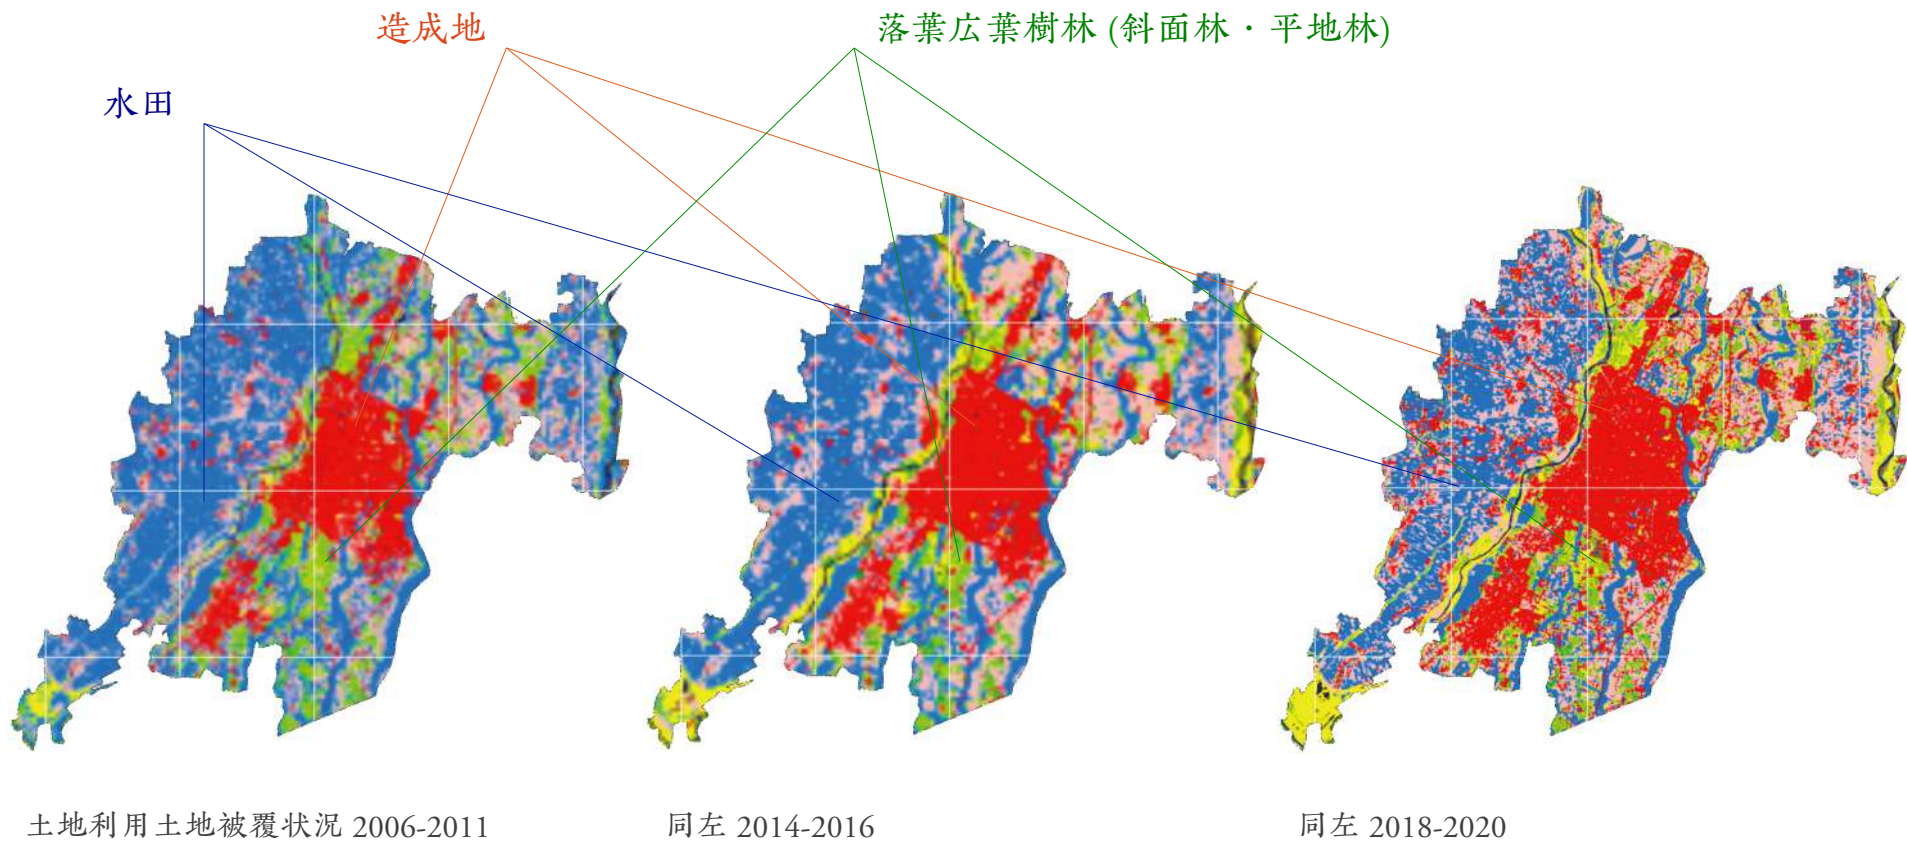 造成地
落葉広葉樹林 (斜面林・平地林)
水田
土地利用土地被覆状況 2006-2011
同左 2014-2016
同左 2018-2020